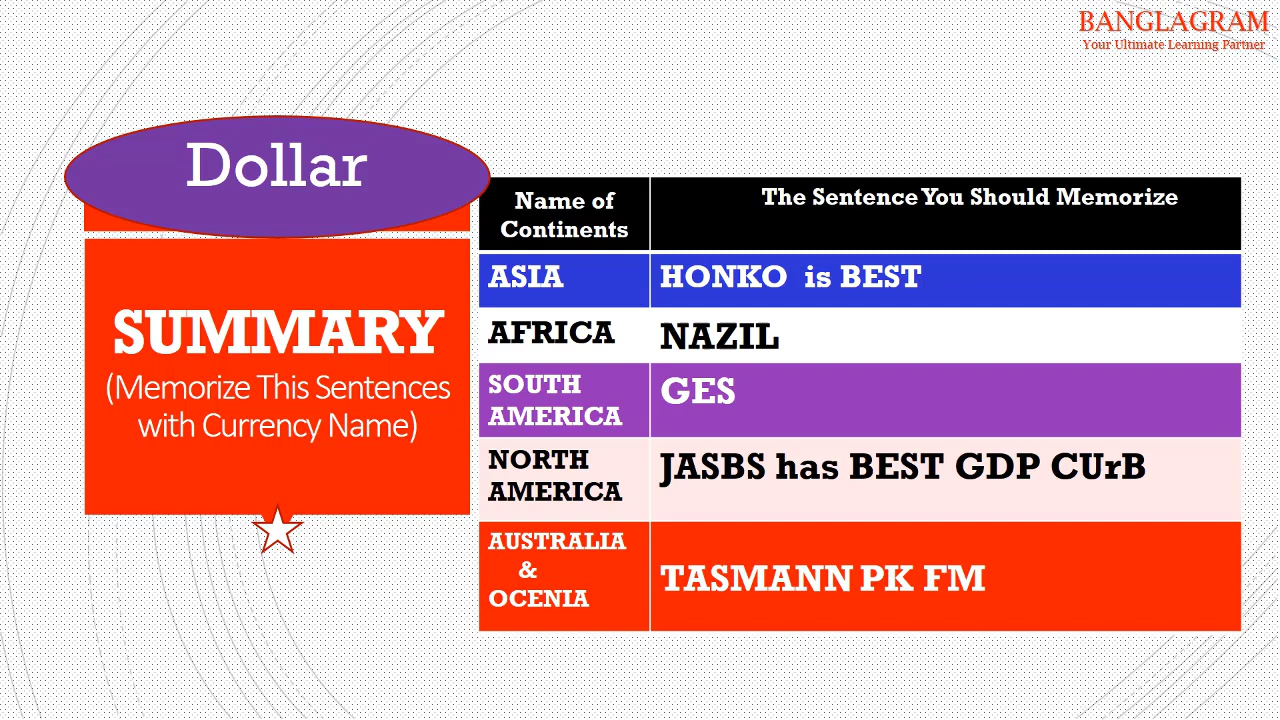 BANGLAGRAM
Your Ultimate Learning Partner
Dollar
SUMMARY
(Memorize This Sentences
with Currency Name)
Name of
Continents
The Sentence You Should Memorize
ASIA
HONKO is BEST
AFRICA
NAZIL
SOUTH
AMERICA
GES
NORTH
AMERICA
JASBS has BEST GDP CUrB
AUSTRALIA
&
OCENIA
TASMANN PK FM